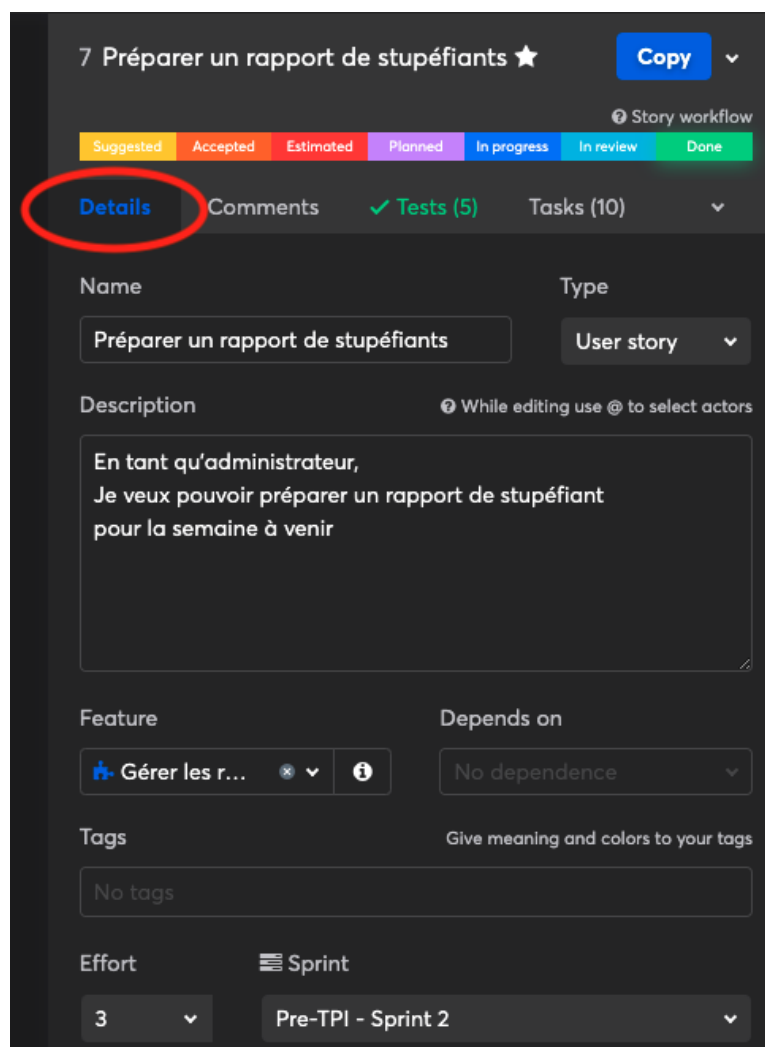 7 Préparer un rapport de stupéfiants
Copy
Story workflow
Suggested Accepted Estimated Planned In progress In review Done
Details Comments Tests (5) Tasks (10)
Name Type
Préparer un rapport de stupéfiants User story
Description While editing use @ to select actors
En tant qu'administrateur,
Je veux pouvoir préparer un rapport de stupéfiant
pour la semaine à venir
Feature Depends on
Gérer les r... No dependence
Tags Give meaning and colors to your tags
No tags
Effort Sprint
3 Pre-TPI - Sprint 2